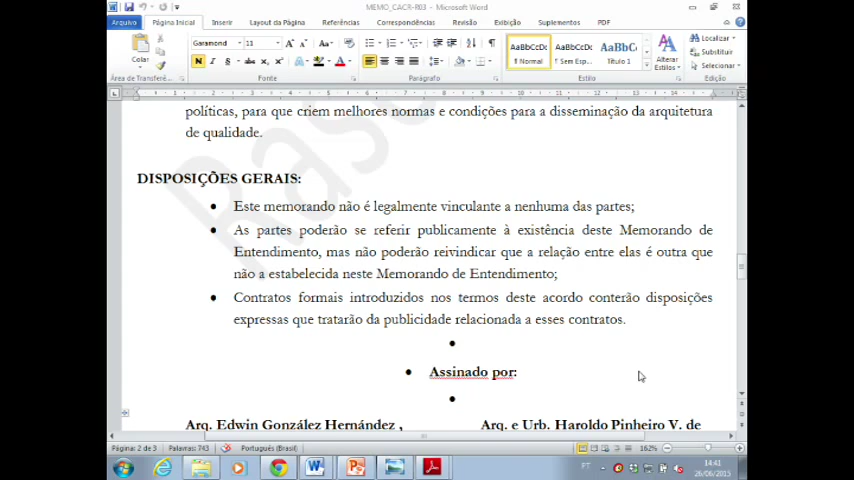 MEMO_CACR-R03 - Microsoft Word
Arquivo Página Inicial Inserir Layout da Página Referências Correspondências Revisão Exibição Suplementos PDF
Garamond 11
Colar
N I S abc x₂ x²
AaBbCcDc AaBbCcDc AaBbC
¶ Normal ¶ Sem Esp... Título 1
Alterar Estilos
Localizar
Substituir
Selecionar
Área de Transferê... Fonte Parágrafo Estilo Edição
políticas, para que criem melhores normas e condições para a disseminação da arquitetura
de qualidade.
DISPOSIÇÕES GERAIS:
• Este memorando não é legalmente vinculante a nenhuma das partes;
• As partes poderão se referir publicamente à existência deste Memorando de
Entendimento, mas não poderão reivindicar que a relação entre elas é outra que
não a estabelecida neste Memorando de Entendimento;
• Contratos formais introduzidos nos termos deste acordo conterão disposições
expressas que tratarão da publicidade relacionada a esses contratos.
•
• Assinado por:
•
Arq. Edwin González Hernández , Arq. e Urb. Haroldo Pinheiro V. de
Página: 2 de 3 Palavras: 743 Português (Brasil) 162%
PT 14:41
26/06/2015